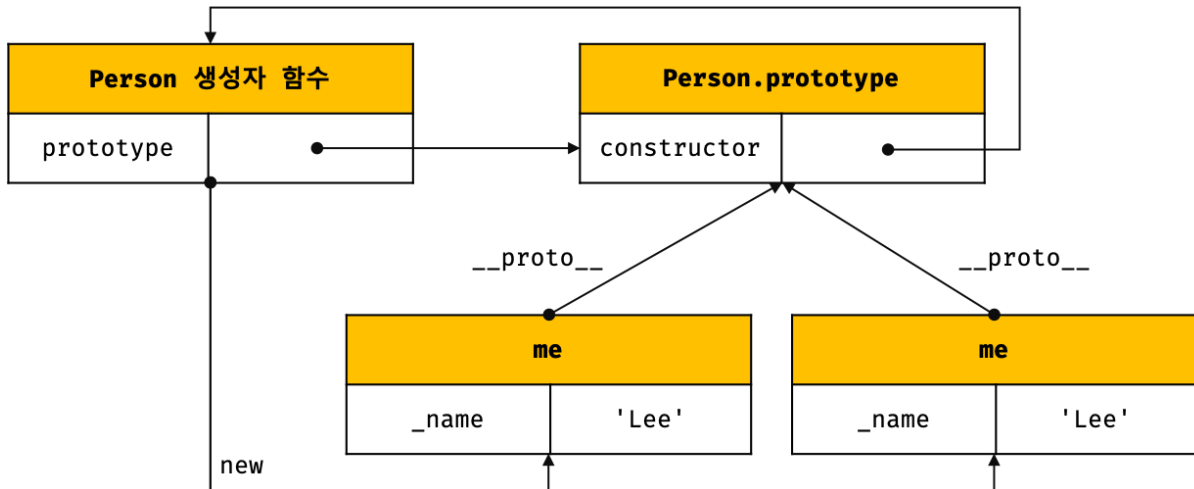 Person 생성자 함수
Person.prototype
prototype
constructor
__proto__
__proto__
me
me
_name
'Lee'
_name
'Lee'
new